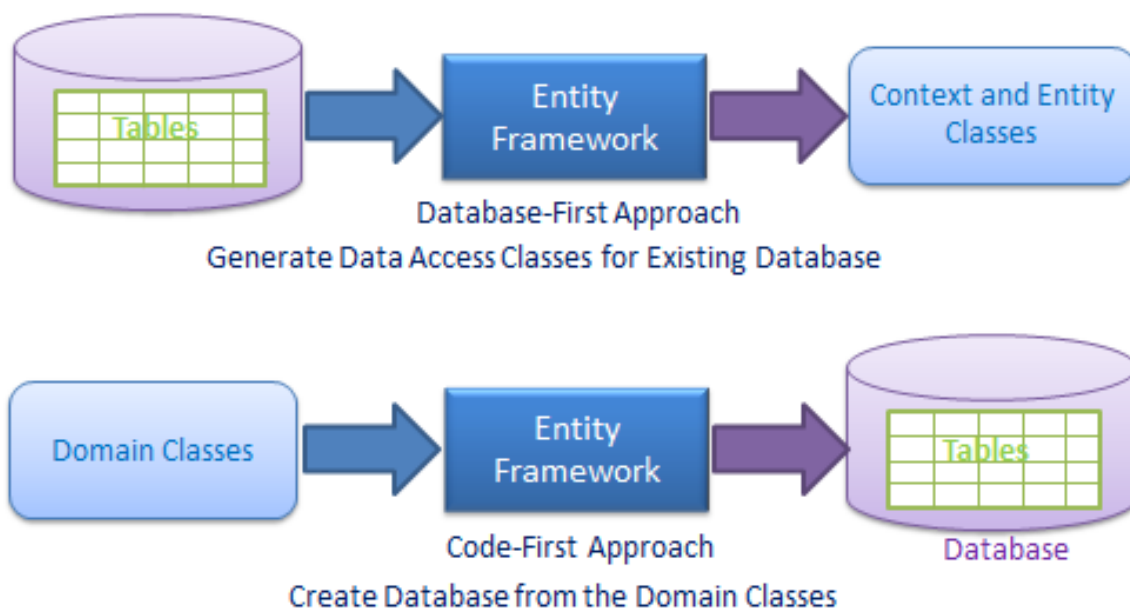 Tables
Entity
Framework
Context and Entity
Classes
Database-First Approach
Generate Data Access Classes for Existing Database
Domain Classes
Entity
Framework
Tables
Code-First Approach
Database
Create Database from the Domain Classes